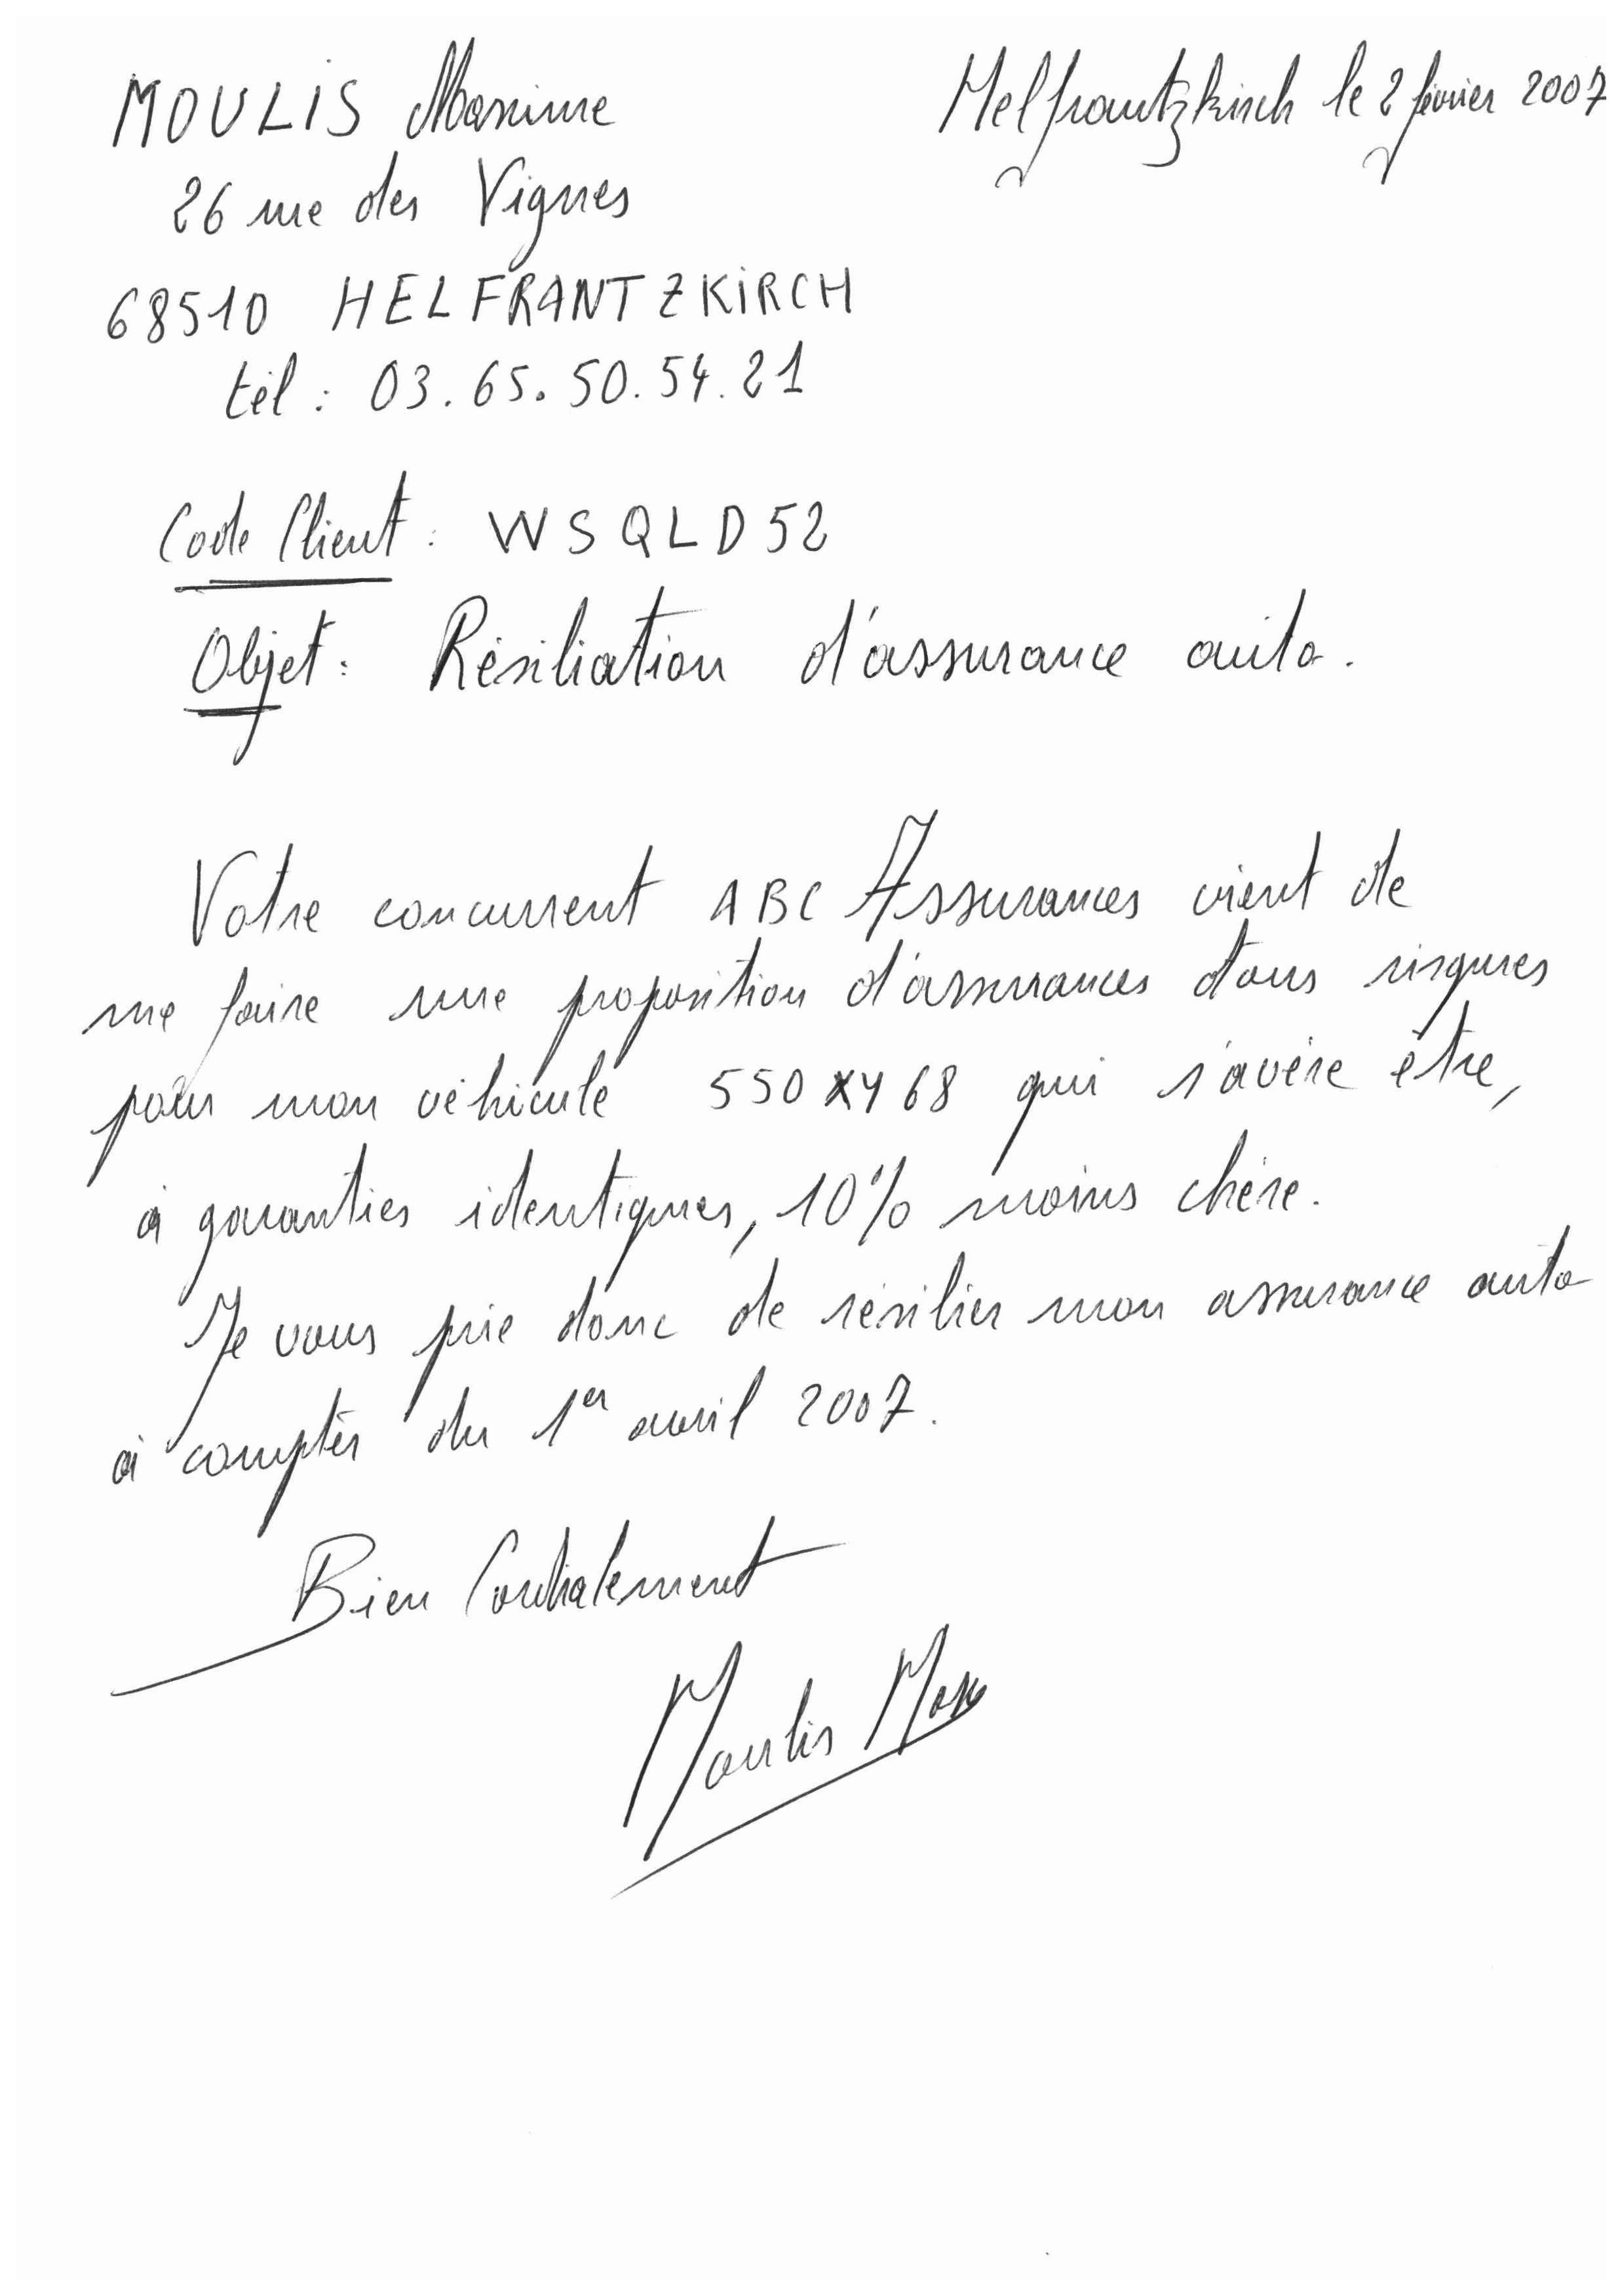 MOULIS Maxime
Helfrantzkirch le 2 février 2007
26 rue des Vignes
68510 HELFRANTZKIRCH
tél : 03.65.50.54.21
Code Client : WSQLD52
Objet : Résiliation d'assurance auto.
Votre concurrent ABC Assurances vient de
me faire une proposition d'assurances tous risques
pour mon véhicule 550XY68 qui s'avère être,
à garanties identiques, 10% moins chère.
Je vous prie donc de résilier mon assurance auto
à compter du 1er avril 2007.
Bien Cordialement
Moulis Max